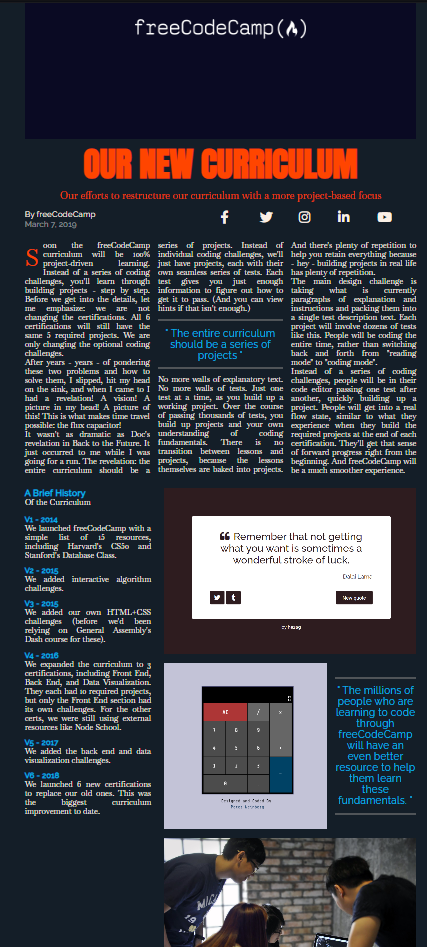 freeCodeCamp
OUR NEW CURRICULUM
Our efforts to restructure our curriculum with a more project-based focus
By freeCodeCamp
March 7, 2019
Soon the freeCodeCamp
curriculum will be 100%
project-driven learning.
Instead of a series of coding
challenges, you'll learn through
building projects - step by step.
Before we get into the details, let
me emphasize: we are not
changing the certifications. All 6
certifications will still have the
same 5 required projects. We are
only changing the optional coding
challenges.
After years - years - of pondering
these two problems and how to
solve them, I slipped, hit my head
on the sink, and when I came to I
had a revelation! A vision! A
picture in my head! A picture of
this! This is what makes time travel
possible: the flux capacitor!
It wasn't as dramatic as Doc's
revelation in Back to the Future. It
just occurred to me while I was
going for a run. The revelation: the
entire curriculum should be a
series of projects. Instead of
individual coding challenges, we'll
just have projects, each with their
own seamless series of tests. Each
test gives you just enough
information to figure out how to
get it to pass. (And you can view
hints if that isn't enough.)
" The entire curriculum
should be a series of
projects "
No more walls of explanatory text.
No more walls of tests. Just one
test at a time, as you build up a
working project. Over the course
of passing thousands of tests, you
build up projects and your own
understanding of coding
fundamentals. There is no
transition between lessons and
projects, because the lessons
themselves are baked into projects.
And there's plenty of repetition to
help you retain everything because
- hey - building projects in real life
has plenty of repetition.
The main design challenge is
taking what is currently
paragraphs of explanation and
instructions and packing them into
a single test description text. Each
project will involve dozens of tests
like this. People will be coding the
entire time, rather than switching
back and forth from "reading
mode" to "coding mode".
Instead of a series of coding
challenges, people will be in their
code editor passing one test after
another, quickly building up a
project. People will get into a real
flow state, similar to what they
experience when they build the
required projects at the end of each
certification. They'll get that sense
of forward progress right from the
beginning. And freeCodeCamp will
be a much smoother experience.
A Brief History
Of the Curriculum
V1 - 2014
We launched freeCodeCamp with a
simple list of 15 resources,
including Harvard's CS50 and
Stanford's Database Class.
V2 - 2015
We added interactive algorithm
challenges.
V3 - 2015
We added our own HTML+CSS
challenges (before we'd been
relying on General Assembly's
Dash course for these).
V4 - 2016
We expanded the curriculum to 3
certifications, including Front End,
Back End, and Data Visualization.
They each had 10 required projects,
but only the Front End section had
its own challenges. For the other
certs, we were still using external
resources like Node School.
V5 - 2017
We added the back end and data
visualization challenges.
V6 - 2018
We launched 6 new certifications
to replace our old ones. This was
the biggest curriculum
improvement to date.
“ Remember that not getting
what you want is sometimes a
wonderful stroke of luck.
- Dalai Lama
New quote
by hezag
0
AC / x
7 8 9 -
4 5 6 +
1 2 3 =
0 .
Designed and Coded By
Peter Weinberg
" The millions of
people who are
learning to code
through
freeCodeCamp
will have an
even better
resource to help
them learn
these
fundamentals. "